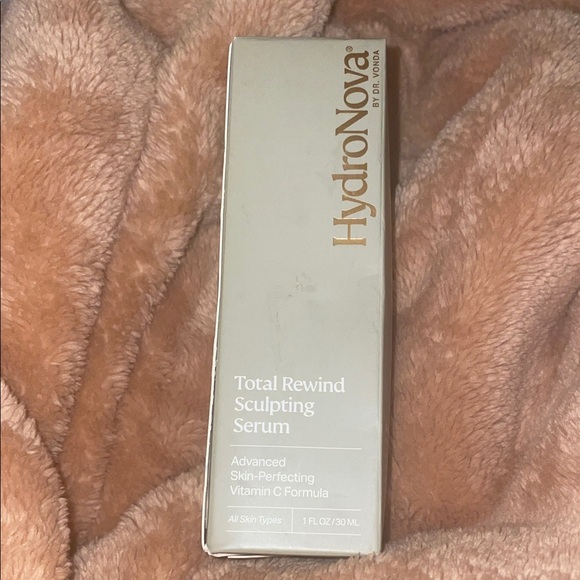 HydroNova®
BY DR. VONDA
Total Rewind
Sculpting
Serum
Advanced
Skin-Perfecting
Vitamin C Formula
All Skin Types
1 FL OZ / 30 ML